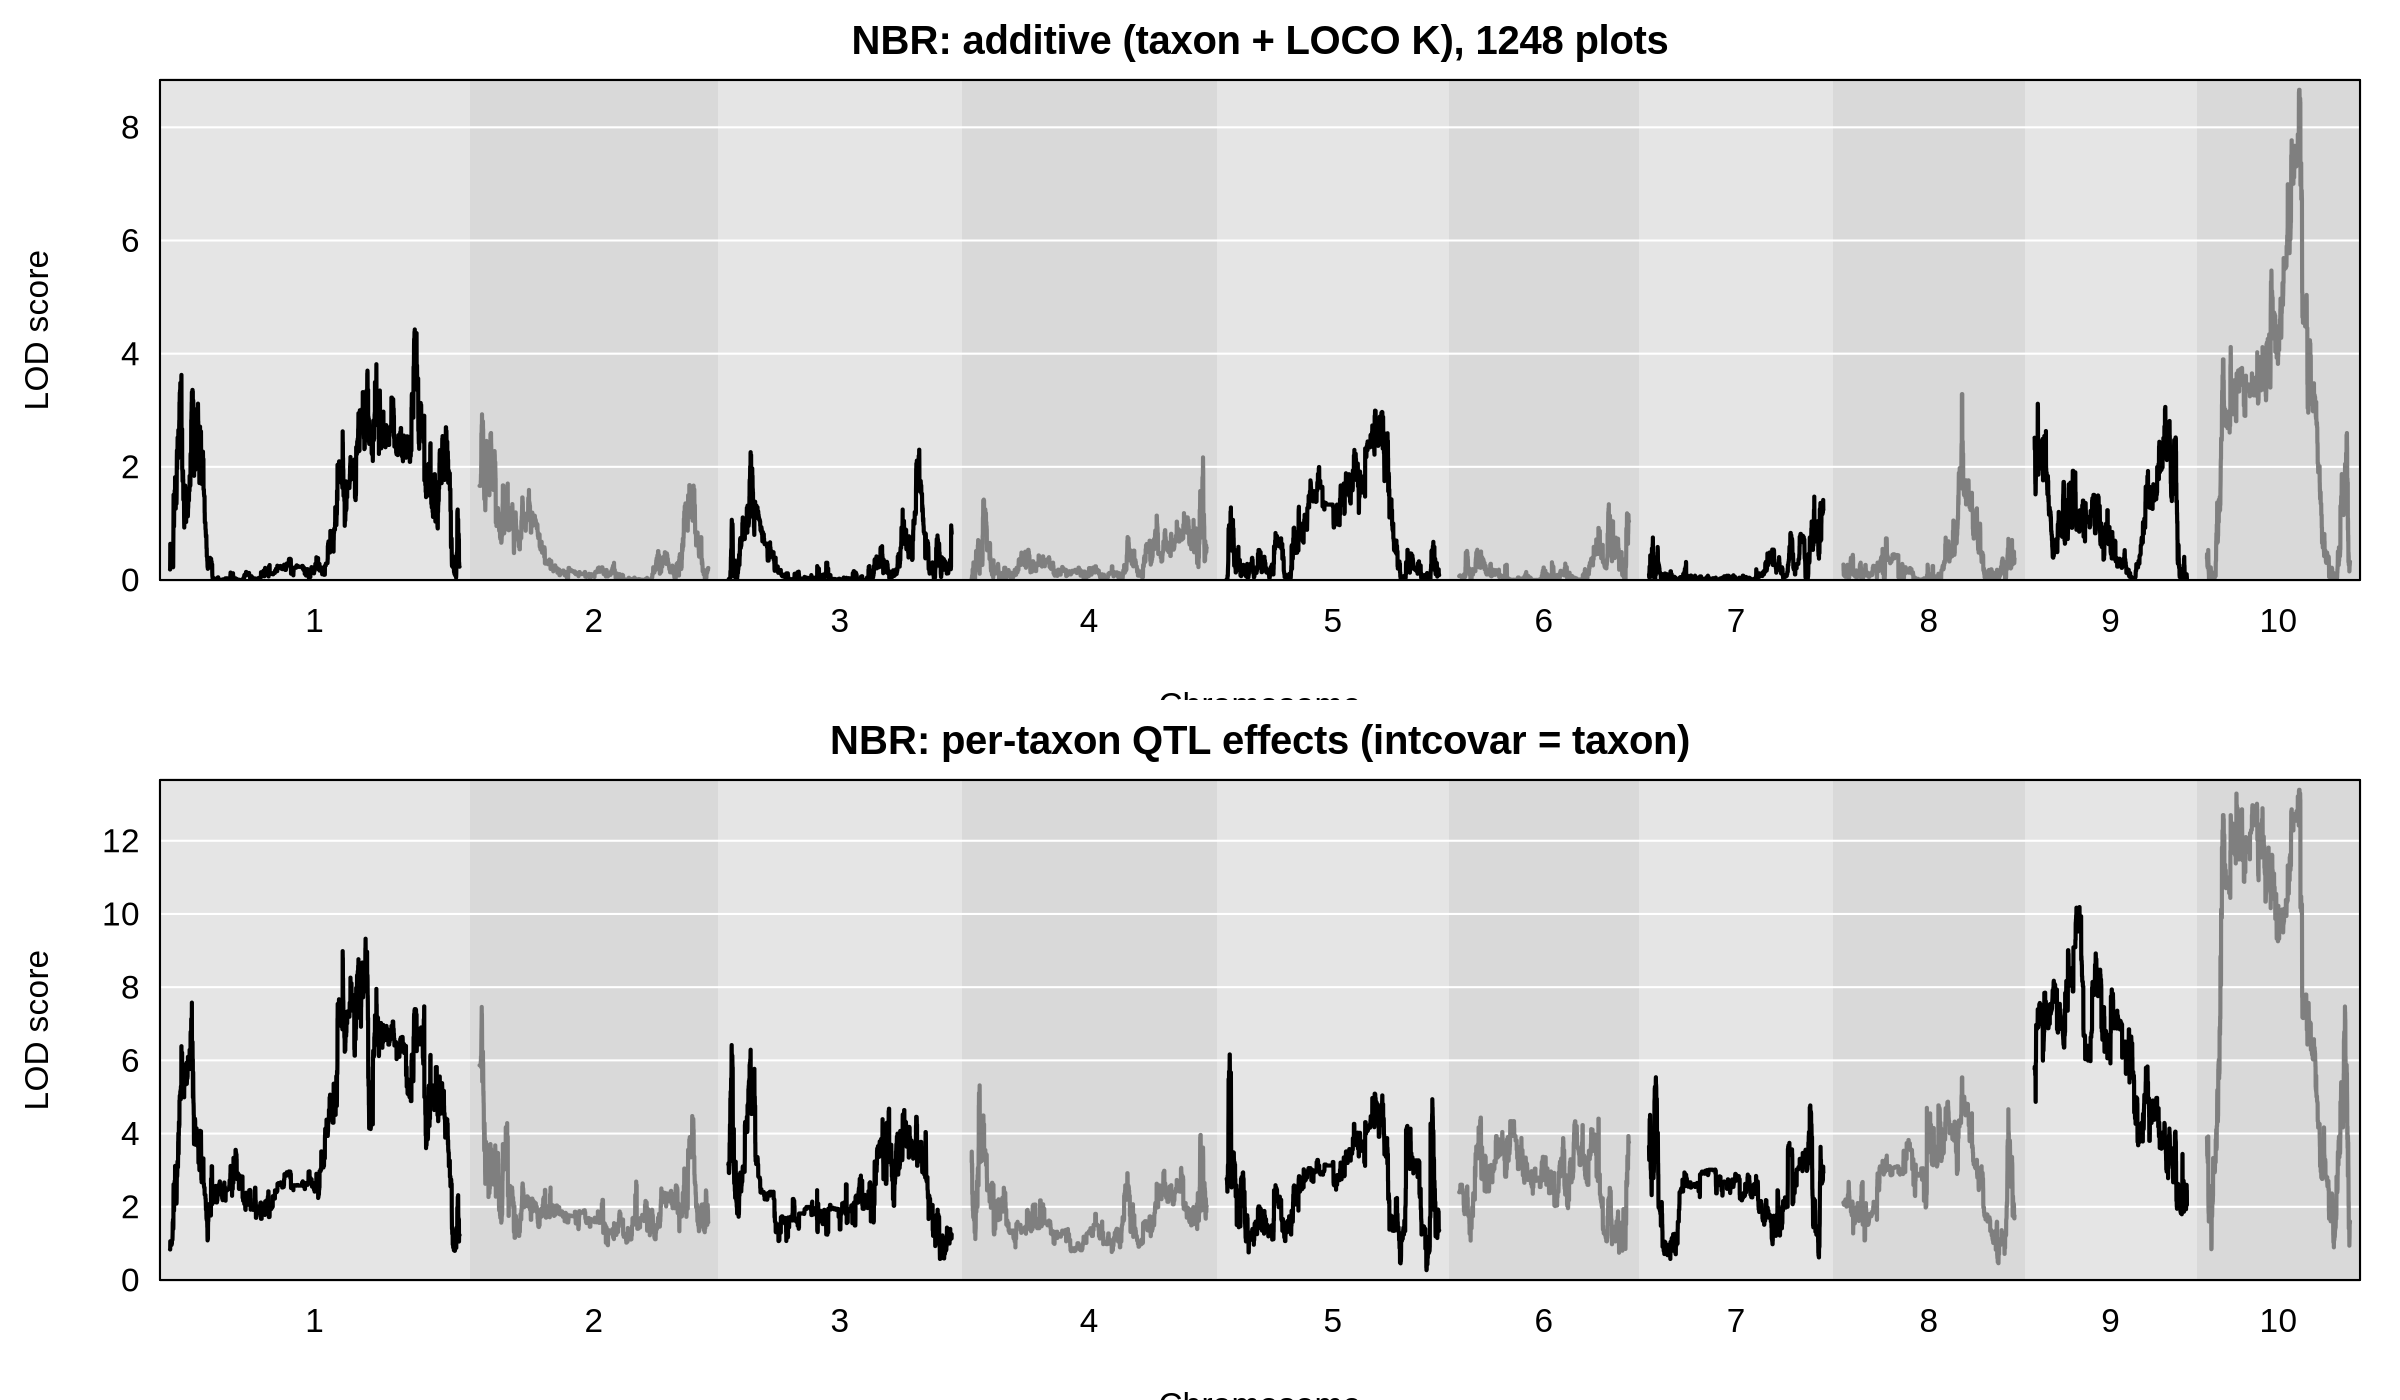 NBR: additive (taxon + LOCO K), 1248 plots
LOD score
8
6
4
2
0
1 2 3 4 5 6 7 8 9 10
Chromosome
NBR: per-taxon QTL effects (intcovar = taxon)
LOD score
12
10
8
6
4
2
0
1 2 3 4 5 6 7 8 9 10
Chromosome